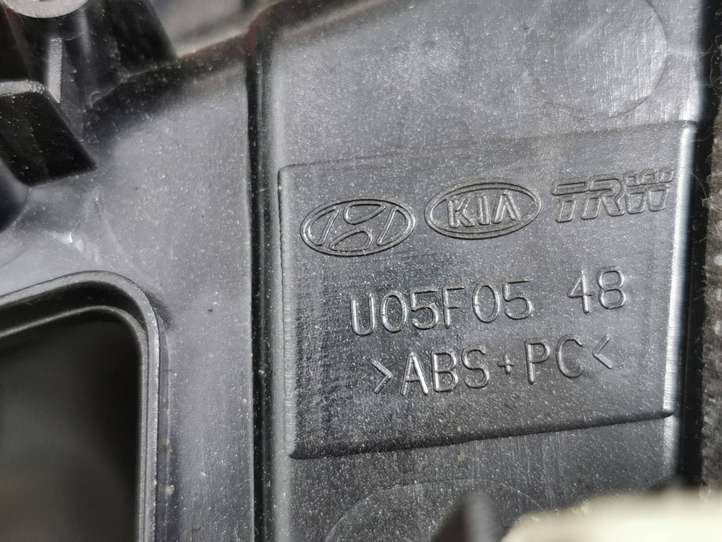 KIA TRW
U05F05 48
>ABS+PC<